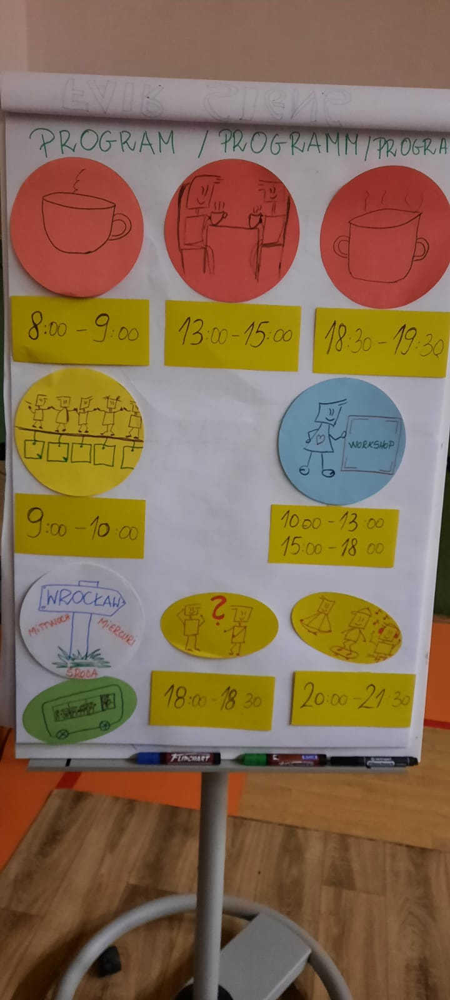 FAIR SIGNS
PROGRAM / PROGRAMM / PROGRA
8:00 - 9:00
13:00 - 15:00
18:30 - 19:30
WORKSHOP
9:00 - 10:00
10 00 - 13:00
15:00 - 18 00
WROCŁAW
MITTWOCH
MIERCURI
ŚRODA
?
18:00 - 18 30
20:00 - 21:30
FLIPCHART